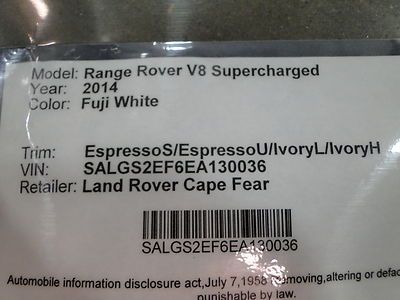 Model: Range Rover V8 Supercharged
Year: 2014
Color: Fuji White
Trim: EspressoS/EspressoU/IvoryL/IvoryH
VIN: SALGS2EF6EA130036
Retailer: Land Rover Cape Fear
SALGS2EF6EA130036
Automobile information disclosure act,July 7,1958 removing,altering or defac
punishable by law.